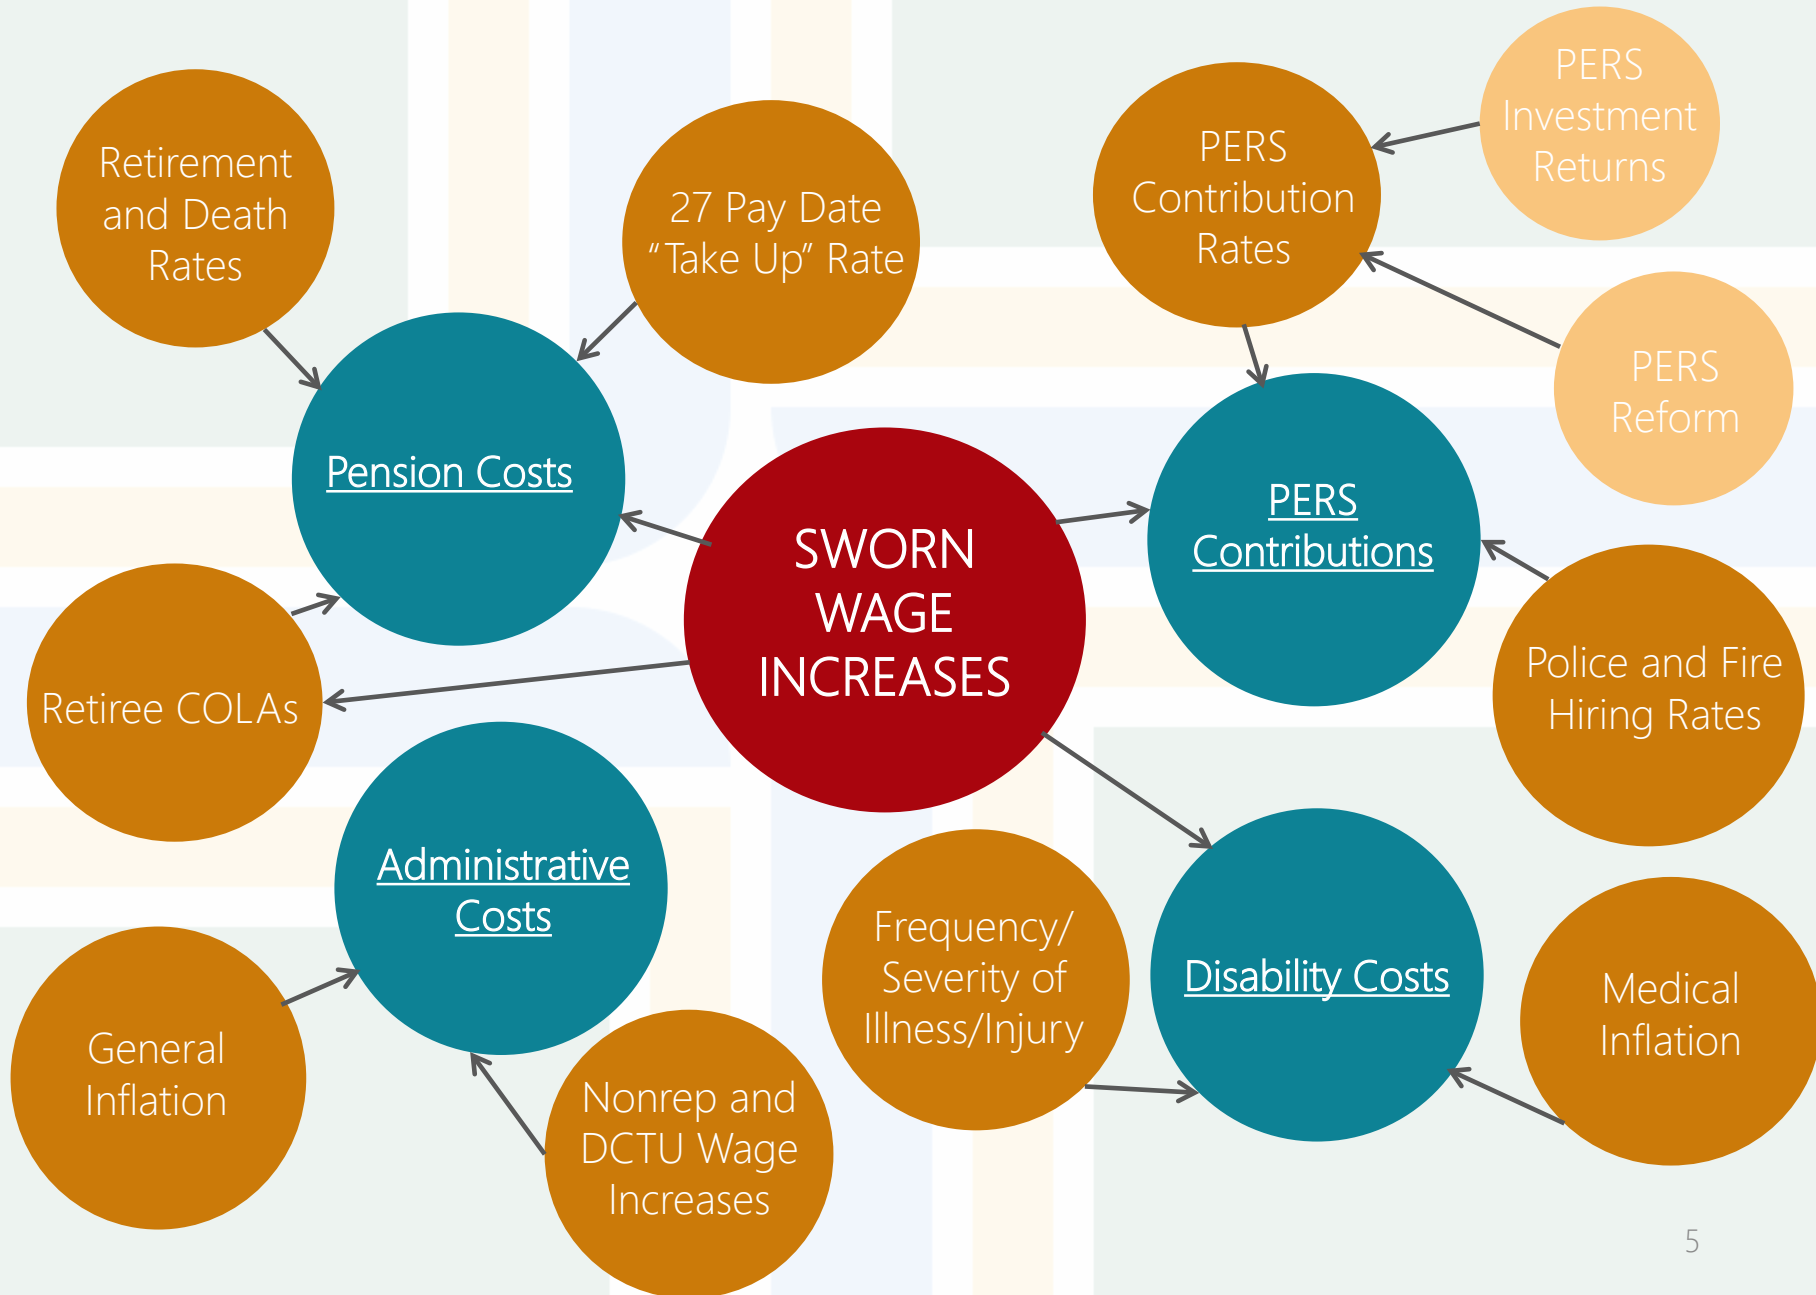 Retirement
and Death
Rates
27 Pay Date
“Take Up” Rate
PERS
Contribution
Rates
PERS
Investment
Returns
PERS
Reform
Pension Costs
SWORN
WAGE
INCREASES
PERS
Contributions
Retiree COLAs
Police and Fire
Hiring Rates
Administrative
Costs
Frequency/
Severity of
Illness/Injury
Disability Costs
Medical
Inflation
General
Inflation
Nonrep and
DCTU Wage
Increases
5